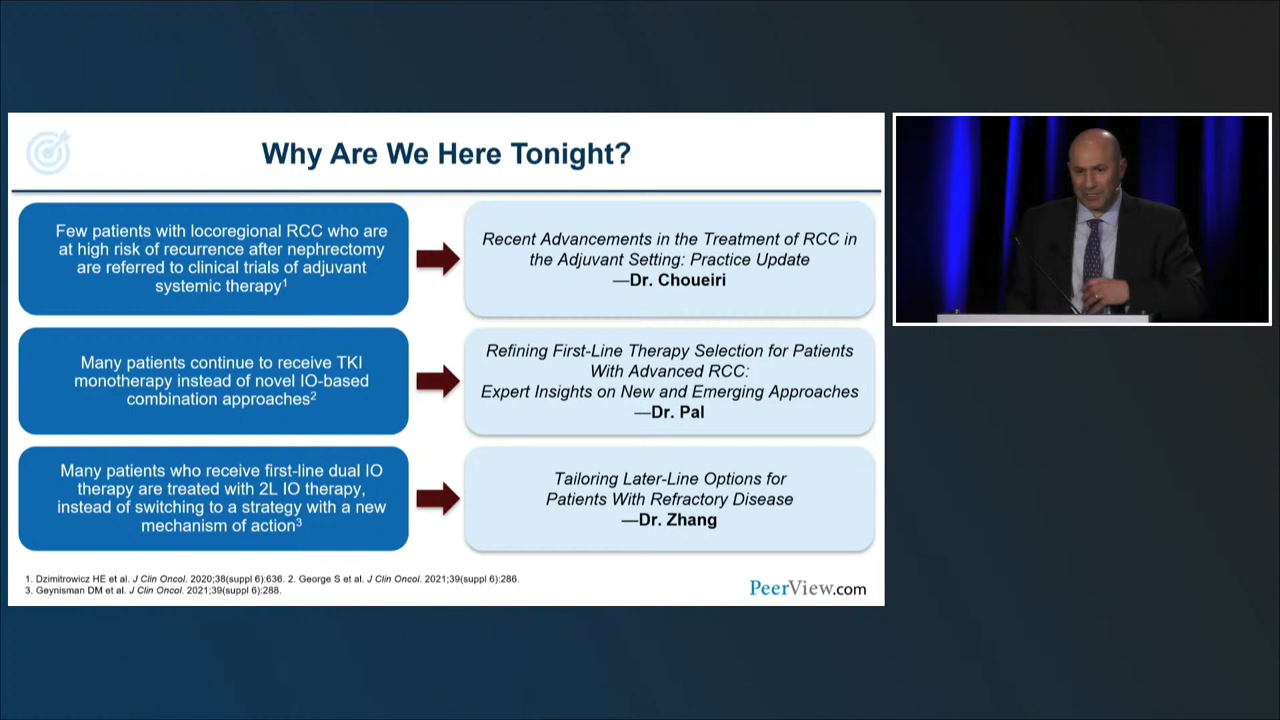 Why Are We Here Tonight?
Few patients with locoregional RCC who are
at high risk of recurrence after nephrectomy
are referred to clinical trials of adjuvant
systemic therapy¹
Recent Advancements in the Treatment of RCC in
the Adjuvant Setting: Practice Update
—Dr. Choueiri
Many patients continue to receive TKI
monotherapy instead of novel IO-based
combination approaches²
Refining First-Line Therapy Selection for Patients
With Advanced RCC:
Expert Insights on New and Emerging Approaches
—Dr. Pal
Many patients who receive first-line dual IO
therapy are treated with 2L IO therapy,
instead of switching to a strategy with a new
mechanism of action³
Tailoring Later-Line Options for
Patients With Refractory Disease
—Dr. Zhang
1. Dzimitrowicz HE et al. J Clin Oncol. 2020;38(suppl 6):636. 2. George S et al. J Clin Oncol. 2021;39(suppl 6):286.
3. Geynisman DM et al. J Clin Oncol. 2021;39(suppl 6):288.
PeerView.com